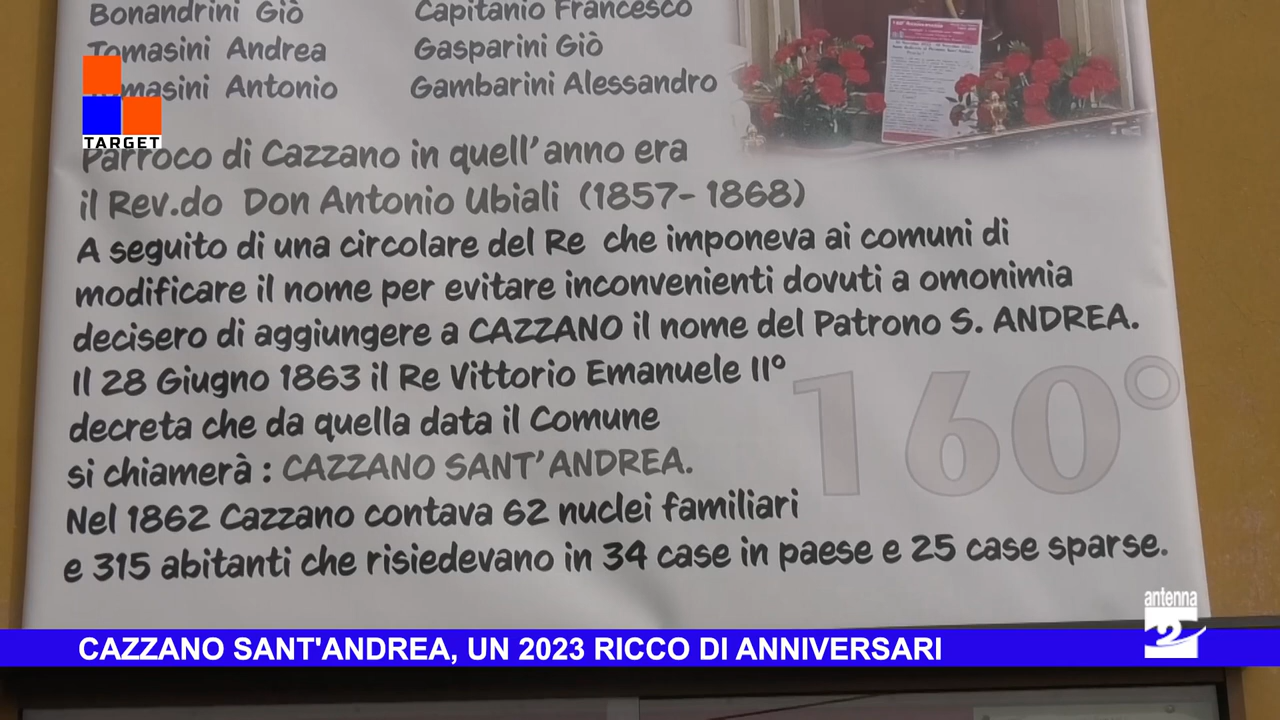 Bonandrini Giò Capitanio Francesco
Tomasini Andrea Gasparini Giò
Tomasini Antonio Gambarini Alessandro
TARGET
Parroco di Cazzano in quell'anno era
il Rev.do Don Antonio Ubiali (1857- 1868)
A seguito di una circolare del Re che imponeva ai comuni di
modificare il nome per evitare inconvenienti dovuti a omonimia
decisero di aggiungere a CAZZANO il nome del Patrono S. ANDREA.
Il 28 Giugno 1863 il Re Vittorio Emanuele II°
decreta che da quella data il Comune
si chiamerà : CAZZANO SANT'ANDREA.
160°
Nel 1862 Cazzano contava 62 nuclei familiari
e 315 abitanti che risiedevano in 34 case in paese e 25 case sparse.
antenna
2
CAZZANO SANT'ANDREA, UN 2023 RICCO DI ANNIVERSARI